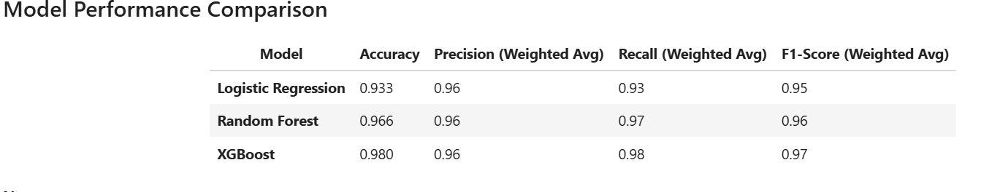 Model Performance Comparison
Model Accuracy Precision (Weighted Avg) Recall (Weighted Avg) F1-Score (Weighted Avg)
Logistic Regression 0.933 0.96 0.93 0.95
Random Forest 0.966 0.96 0.97 0.96
XGBoost 0.980 0.96 0.98 0.97